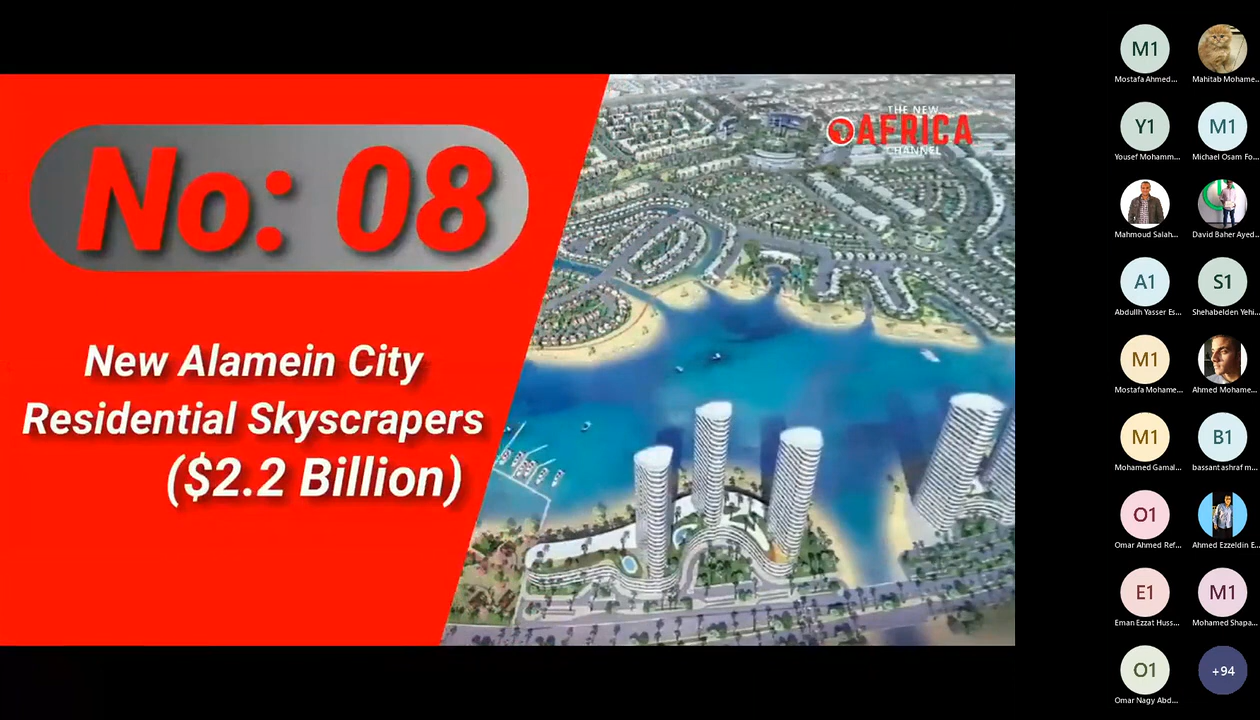 No: 08
New Alamein City
Residential Skyscrapers
($2.2 Billion)
THE NEW
AFRICA
CHANNEL
M1
Mostafa Ahmed...
Mahitab Mohame...
Y1
M1
Yousef Mohamm...
Michael Osam Fo...
Mahmoud Salah...
David Baher Ayed...
A1
S1
Abdullh Yasser Es...
Shehabelden Yehi...
M1
Mostafa Mohame...
Ahmed Mohame...
M1
B1
Mohamed Gamal...
bassant ashraf m...
O1
Omar Ahmed Ref...
Ahmed Ezzeldin E...
E1
M1
Eman Ezzat Huss...
Mohamed Shapa...
O1
+94
Omar Nagy Abd...